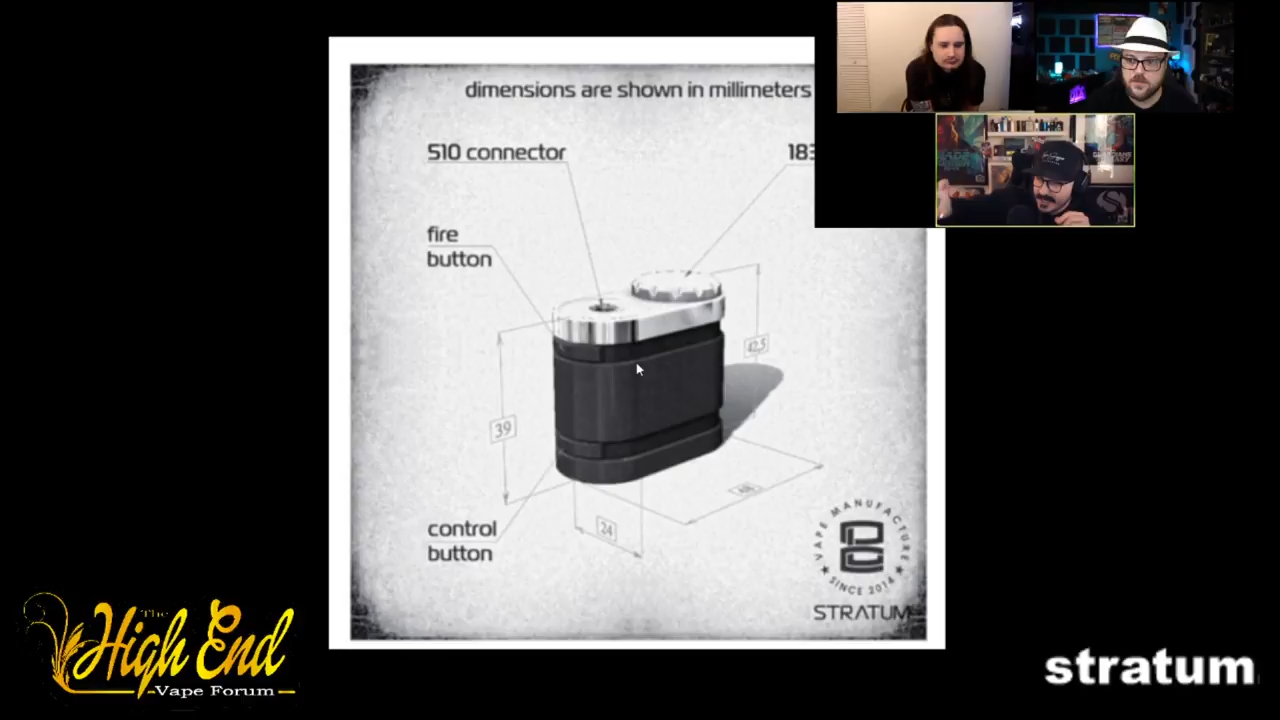 dimensions are shown in millimeters
510 connector
183
fire
button
42,5
39
24
control
button
VAPE MANUFACTURE
SINCE 2014
STRATUM
The
High End
Vape Forum
stratum